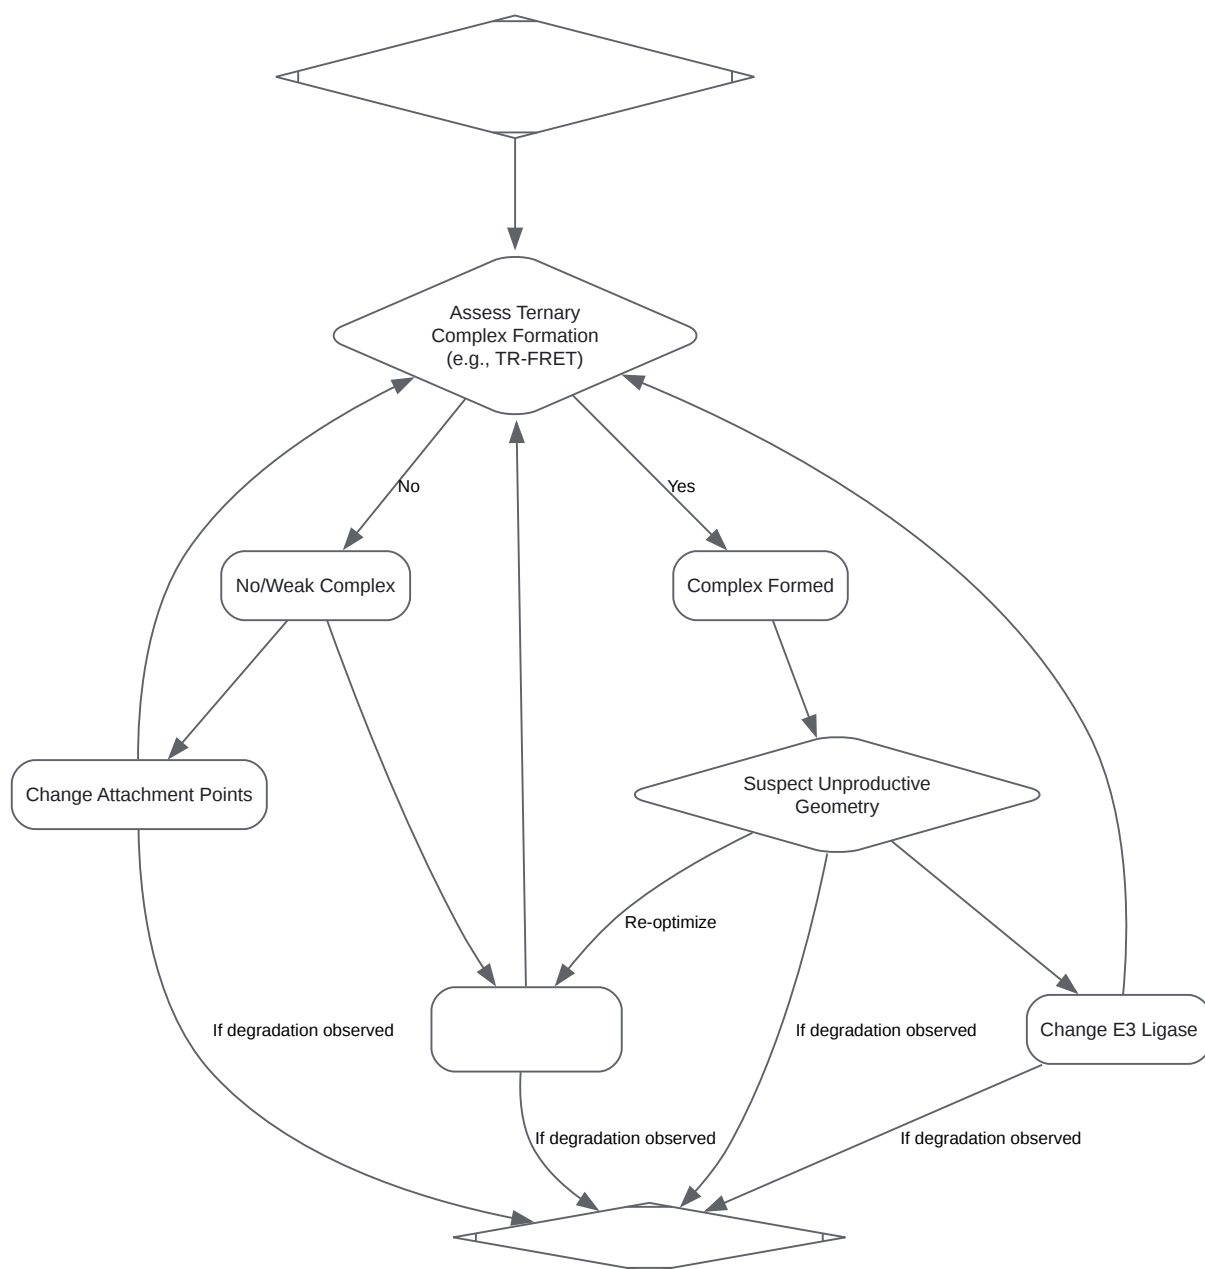 Assess Ternary
Complex Formation
(e.g., TR-FRET)
No
Yes
No/Weak Complex
Complex Formed
Change Attachment Points
Suspect Unproductive
Geometry
Re-optimize
If degradation observed
If degradation observed
Change E3 Ligase
If degradation observed
If degradation observed